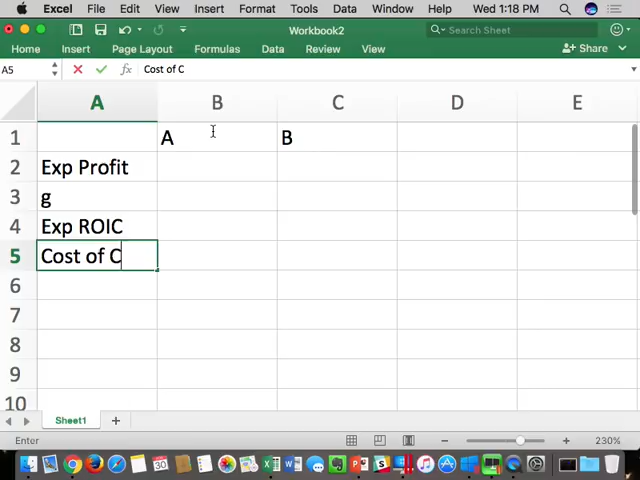 Excel File Edit View Insert Format Tools Data Window Help Wed 1:18 PM
Workbook2 Search Sheet
Home Insert Page Layout Formulas Data Review View Share
A5 fx Cost of C
A B C D E
1 A B
2 Exp Profit
3 g
4 Exp ROIC
5 Cost of C
6
7
8
9
10
Sheet1
Enter 230%